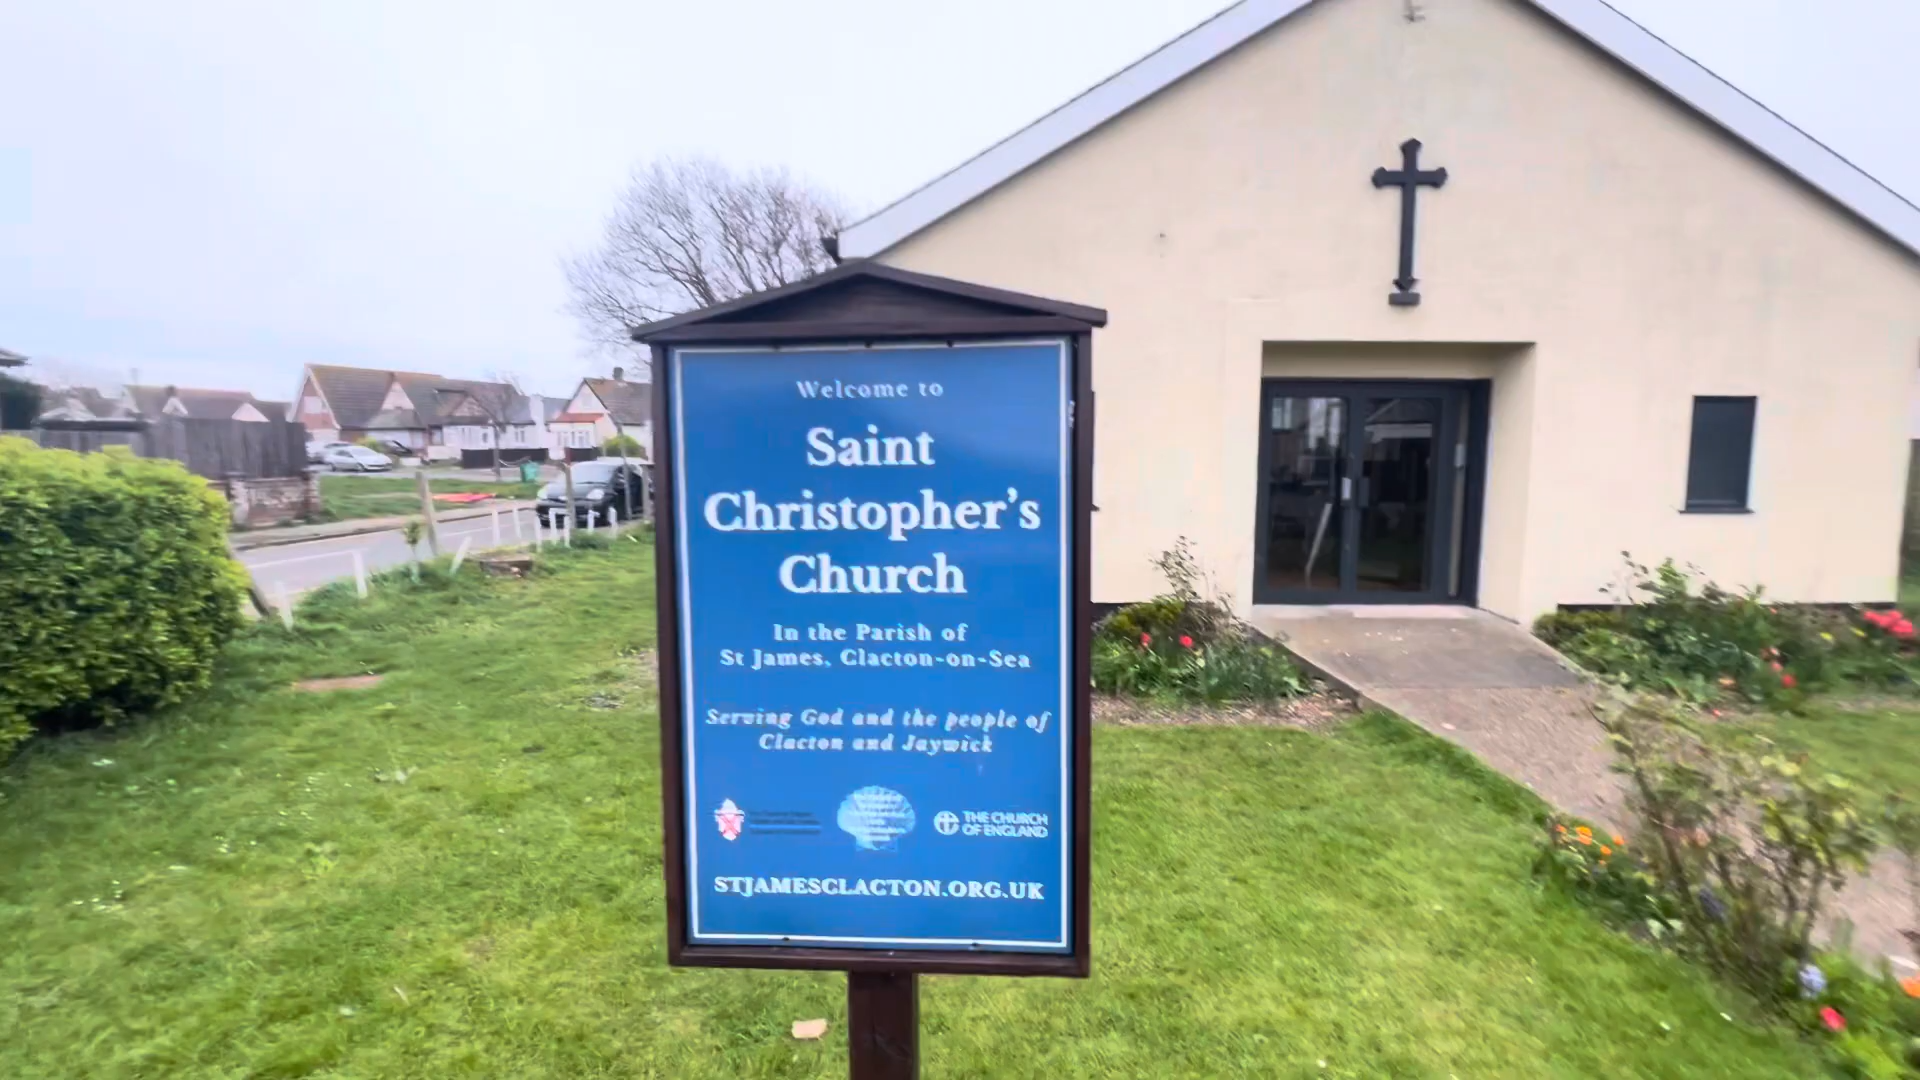 Welcome to
Saint
Christopher's
Church
In the Parish of
St James, Clacton-on-Sea
Serving God and the people of
Clacton and Jaywick
THE CHURCH
OF ENGLAND
STJAMESCLACTON.ORG.UK